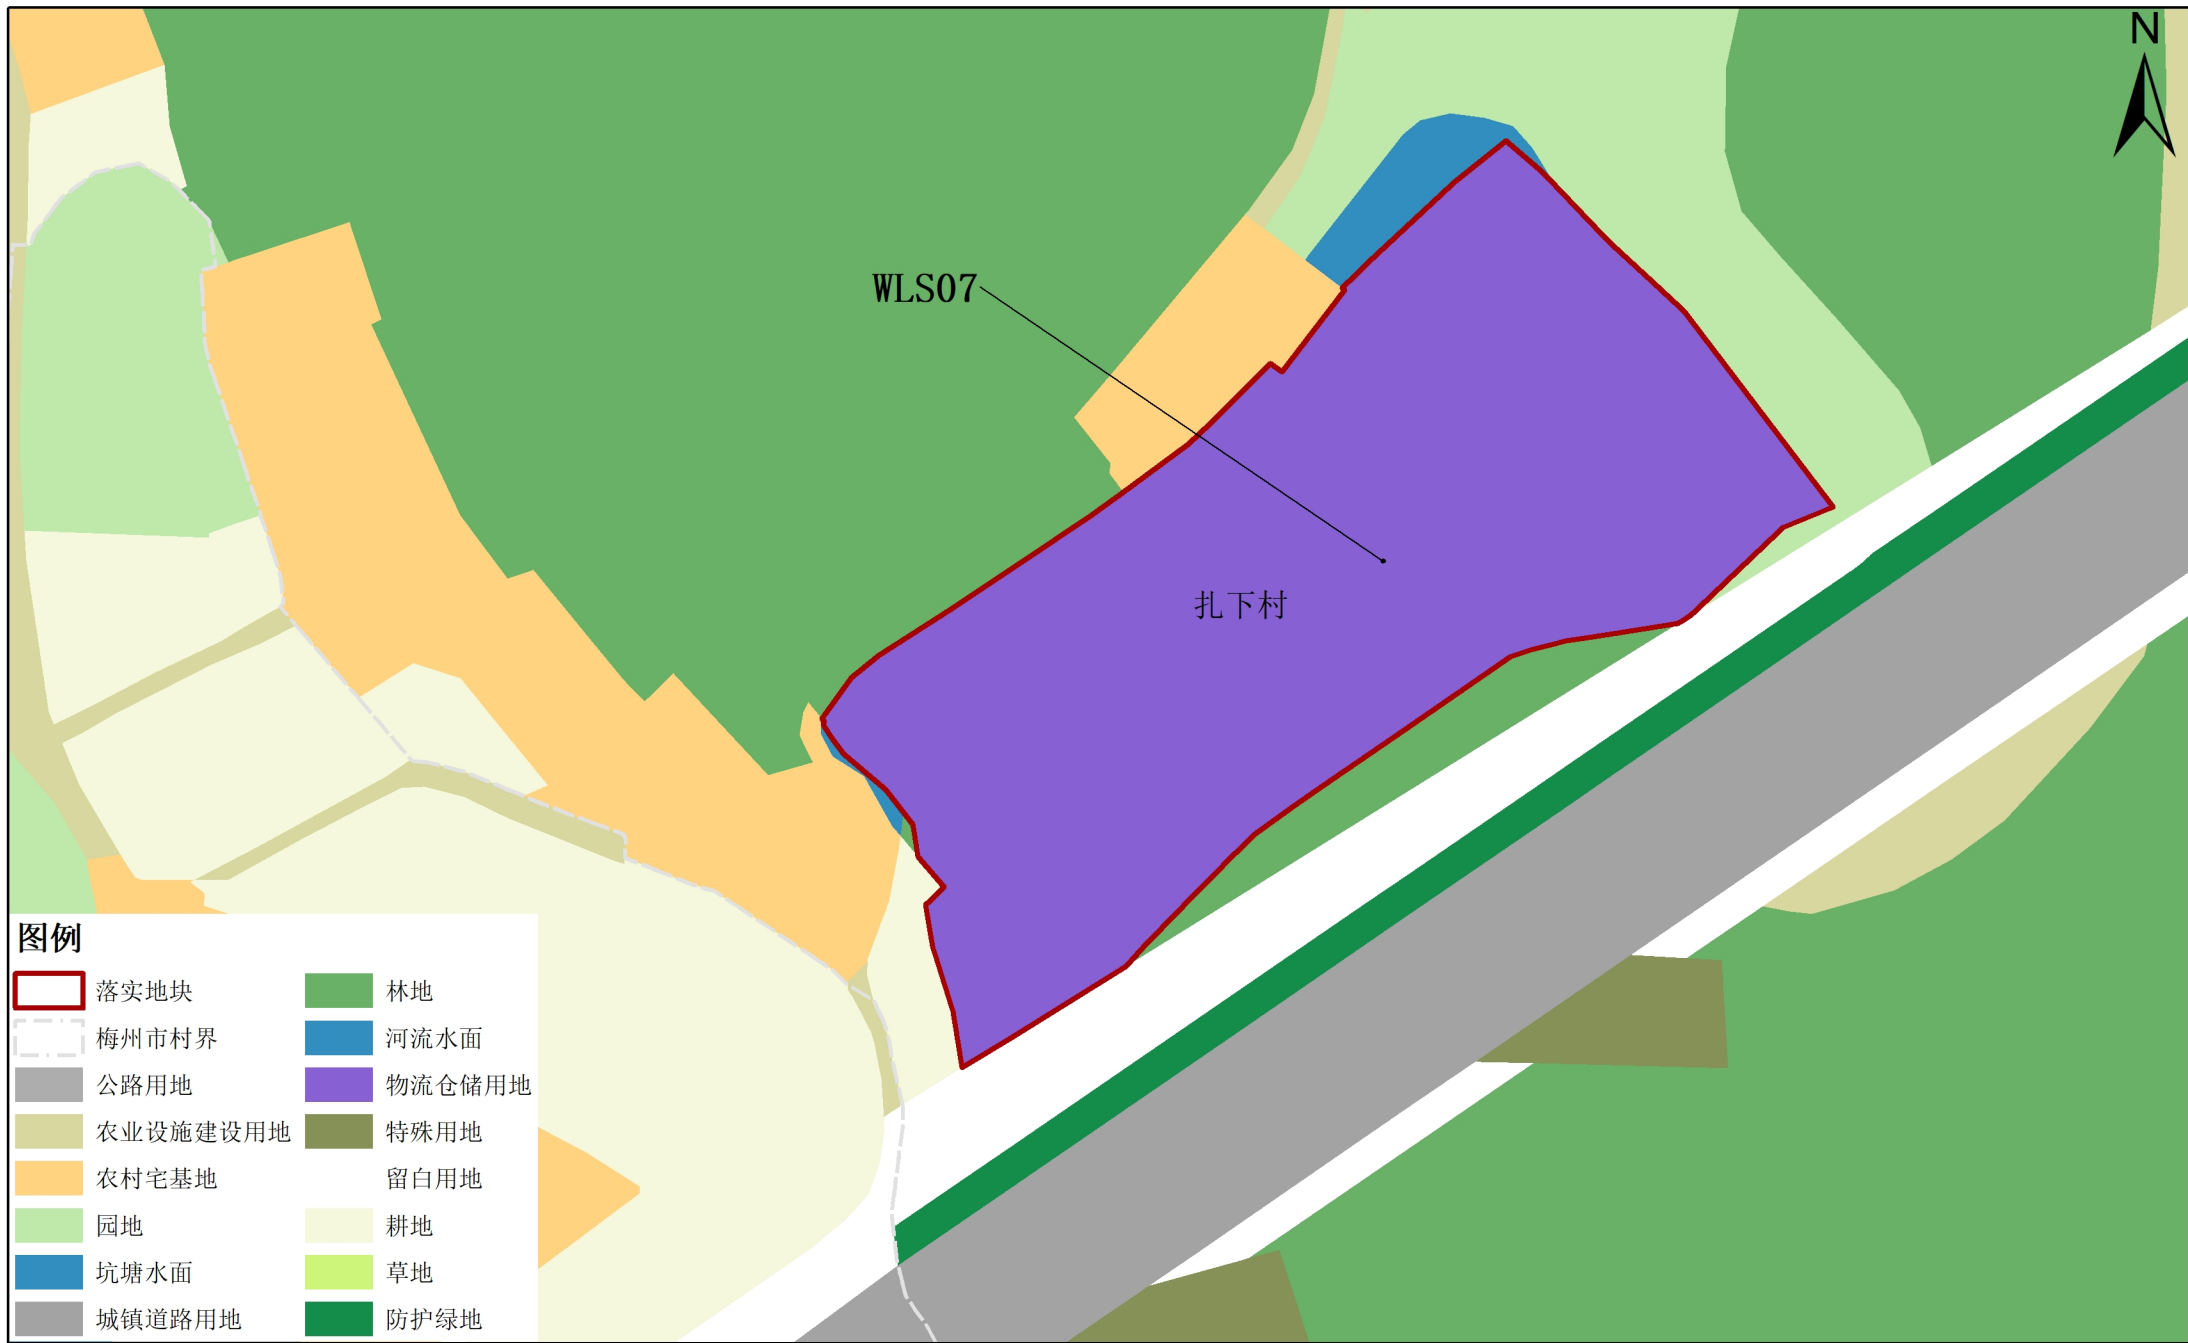 N
WLS07
扎下村
图例
落实地块
林地
梅州市村界
河流水面
公路用地
物流仓储用地
农业设施建设用地
特殊用地
农村宅基地
留白用地
园地
耕地
坑塘水面
草地
城镇道路用地
防护绿地